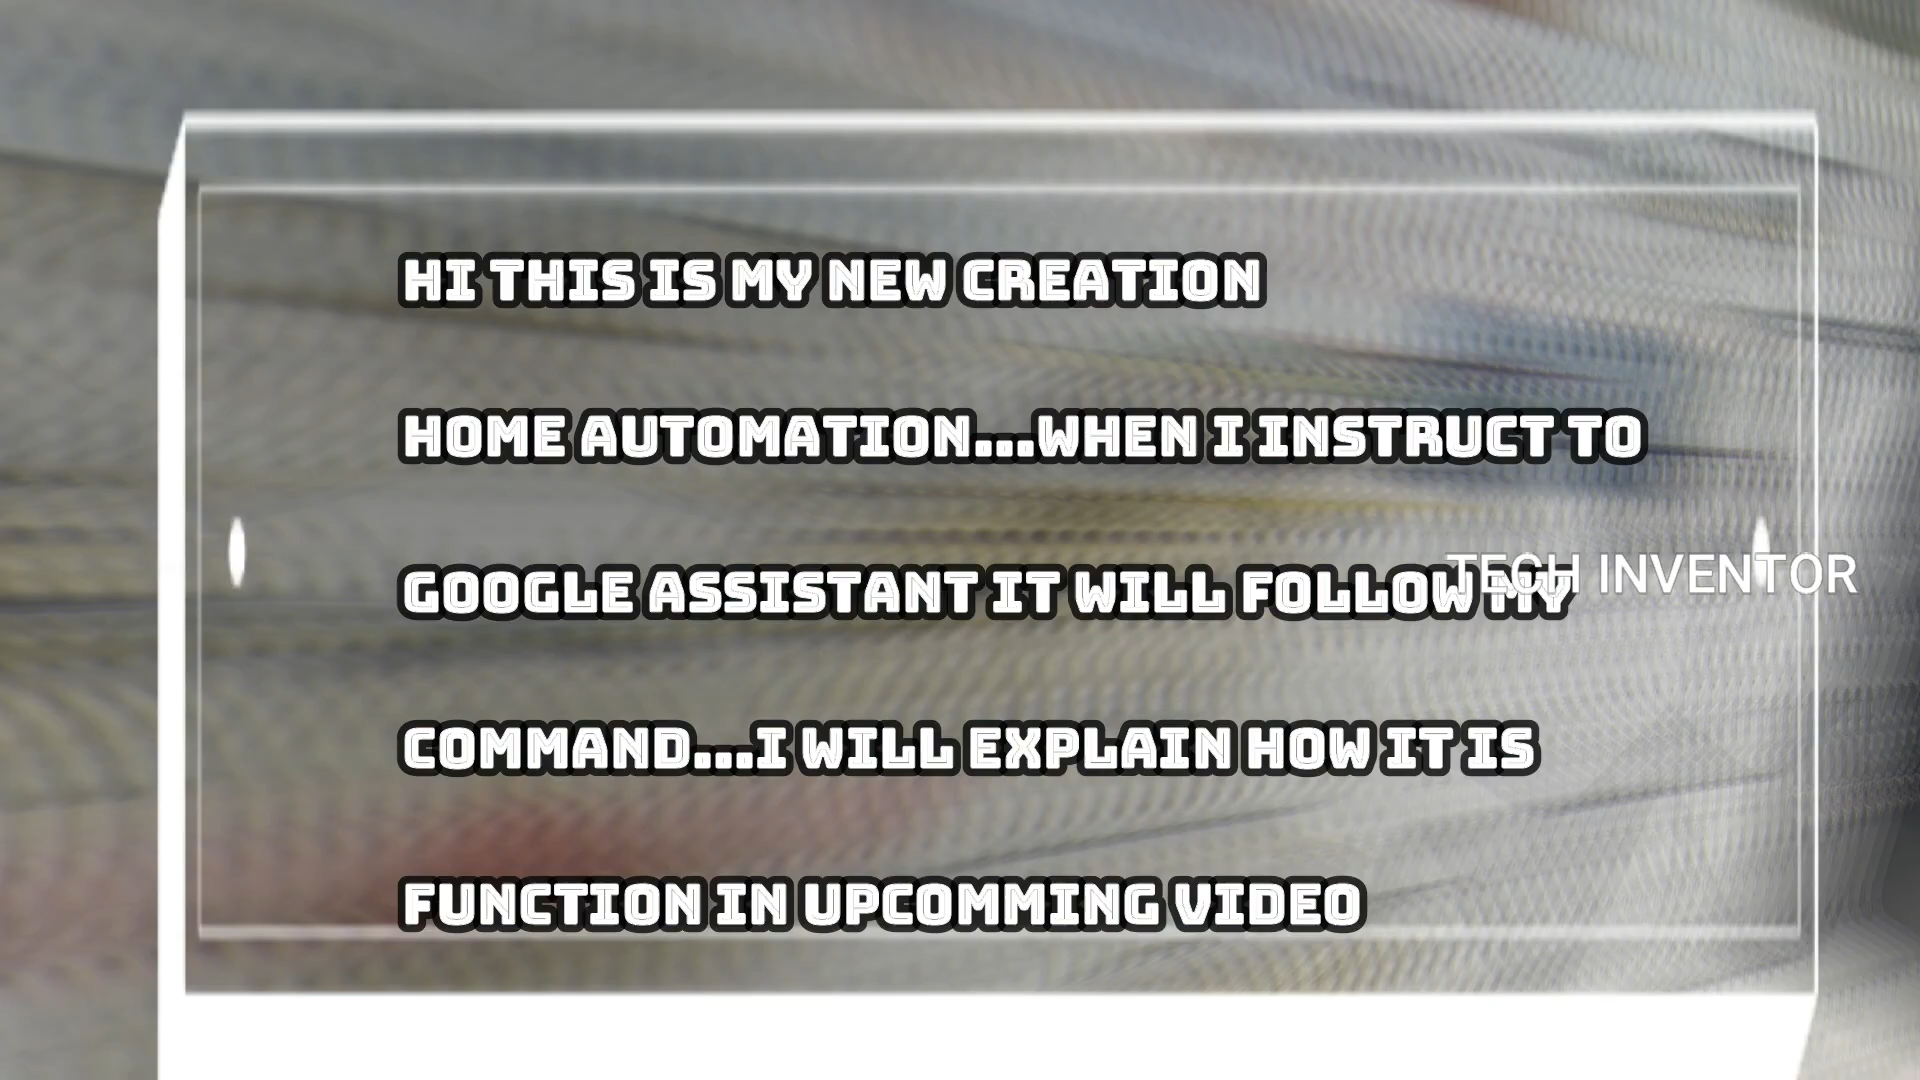 HI THIS IS MY NEW CREATION
HOME AUTOMATION...WHEN I INSTRUCT TO
GOOGLE ASSISTANT IT WILL FOLLOW MY
TECH INVENTOR
COMMAND...I WILL EXPLAIN HOW IT IS
FUNCTION IN UPCOMMING VIDEO